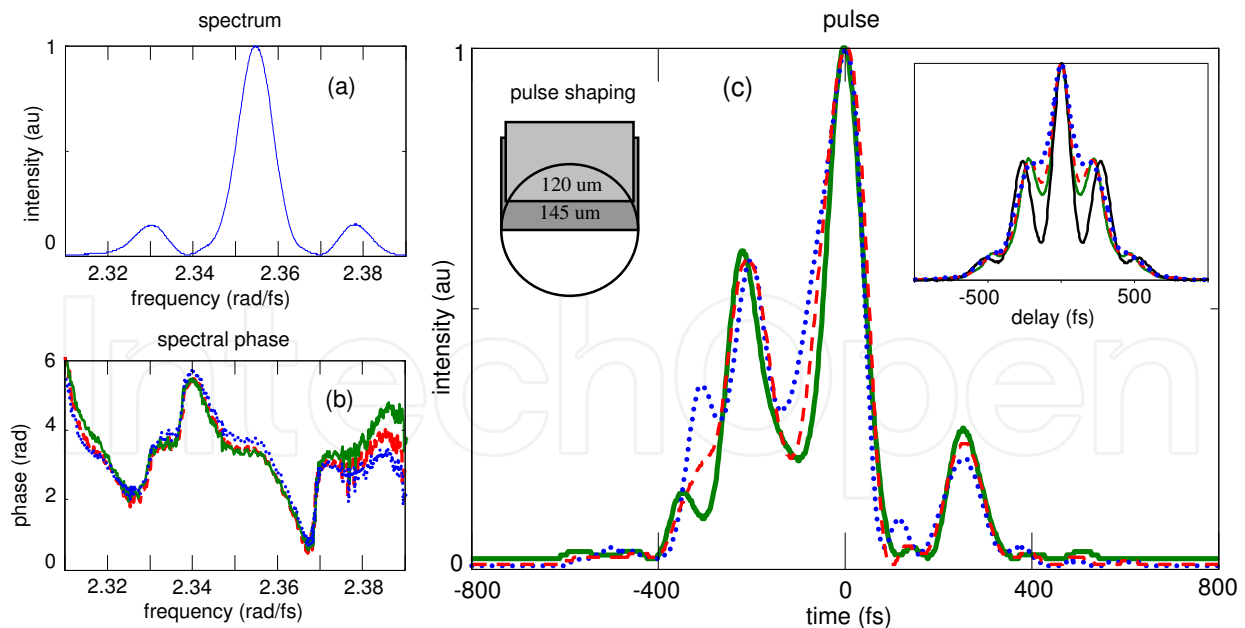 spectrum
1
intensity (au)
0
(a)
2.32 2.34 2.36 2.38
frequency (rad/fs)
spectral phase
6
4
2
0
phase (rad)
(b)
2.32 2.34 2.36 2.38
frequency (rad/fs)
pulse
1
intensity (au)
0
(c)
pulse shaping
120 um
145 um
-500 500
delay (fs)
-800 -400 0 400 800
time (fs)
Intechopen